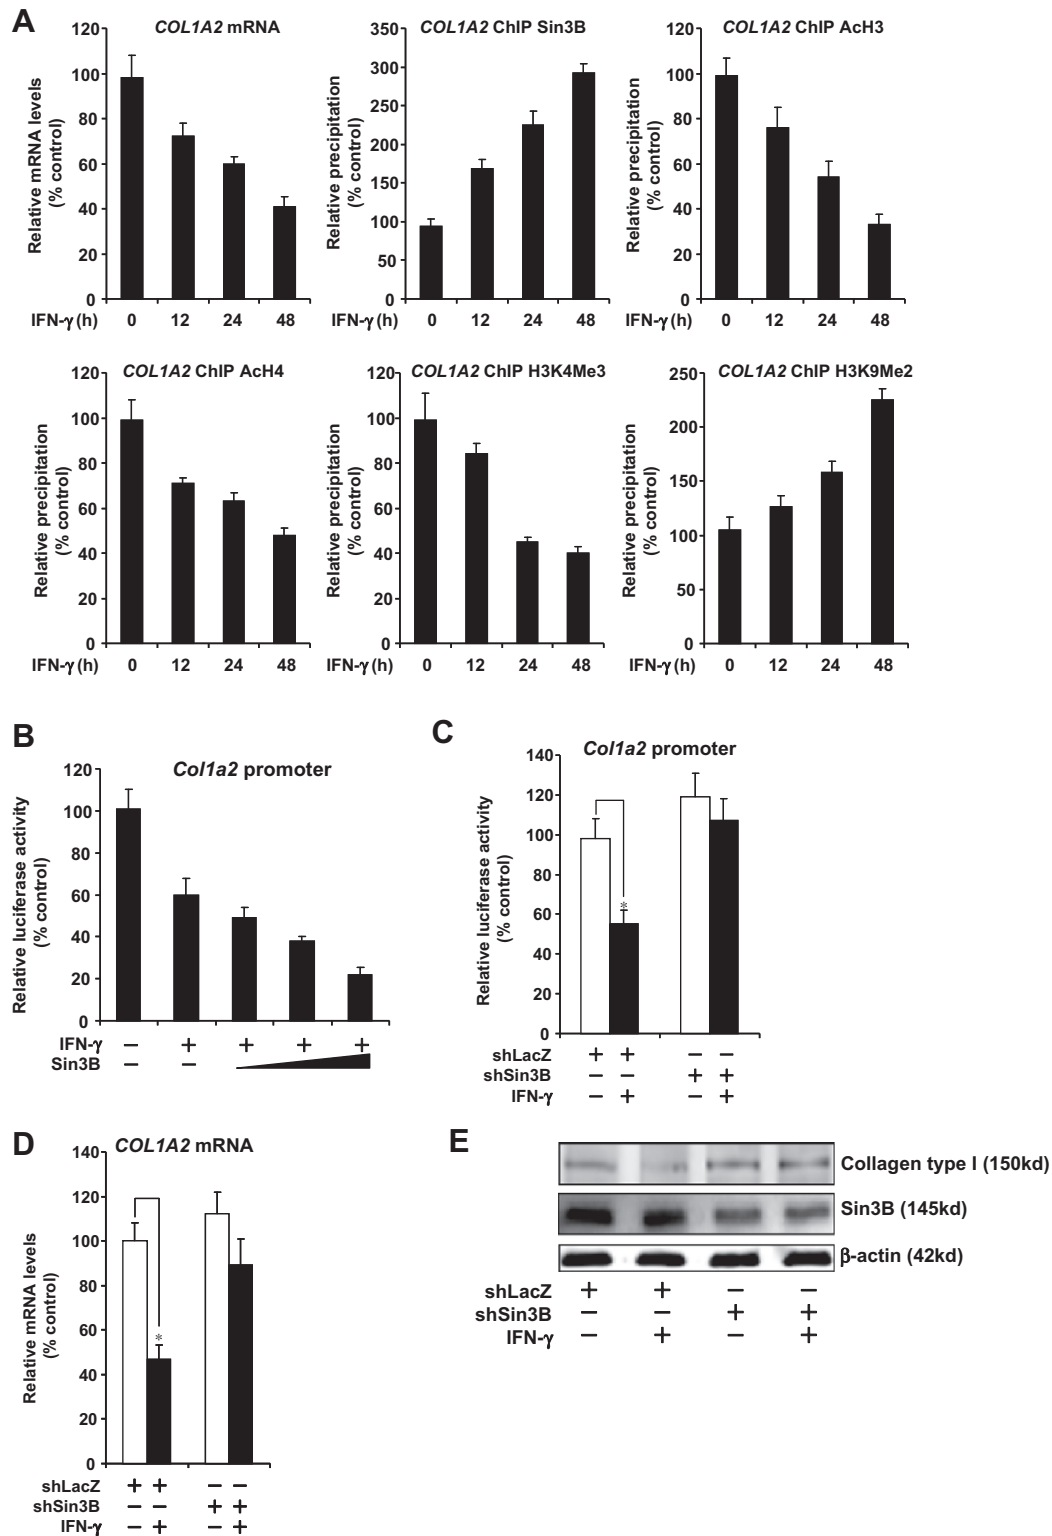 A
COL1A2 mRNA
Relative mRNA levels
(% control)
120
100
80
60
40
20
0
IFN-γ (h) 0 12 24 48
COL1A2 ChIP Sin3B
Relative precipitation
(% control)
350
300
250
200
150
100
50
0
IFN-γ (h) 0 12 24 48
COL1A2 ChIP AcH3
Relative precipitation
(% control)
120
100
80
60
40
20
0
IFN-γ (h) 0 12 24 48
COL1A2 ChIP AcH4
Relative precipitation
(% control)
120
100
80
60
40
20
0
IFN-γ (h) 0 12 24 48
COL1A2 ChIP H3K4Me3
Relative precipitation
(% control)
120
100
80
60
40
20
0
IFN-γ (h) 0 12 24 48
COL1A2 ChIP H3K9Me2
Relative precipitation
(% control)
250
200
150
100
50
0
IFN-γ (h) 0 12 24 48
B
Col1a2 promoter
Relative luciferase activity
(% control)
120
100
80
60
40
20
0
IFN-γ − + + + +
Sin3B − −
C
Col1a2 promoter
Relative luciferase activity
(% control)
140
120
100
80
60
40
20
0
*
shLacZ + + − −
shSin3B − − + +
IFN-γ − + − +
D
COL1A2 mRNA
Relative mRNA levels
(% control)
140
120
100
80
60
40
20
0
*
shLacZ + + − −
shSin3B − − + +
IFN-γ − + − +
E
Collagen type I (150kd)
Sin3B (145kd)
β-actin (42kd)
shLacZ + + − −
shSin3B − − + +
IFN-γ − + − +